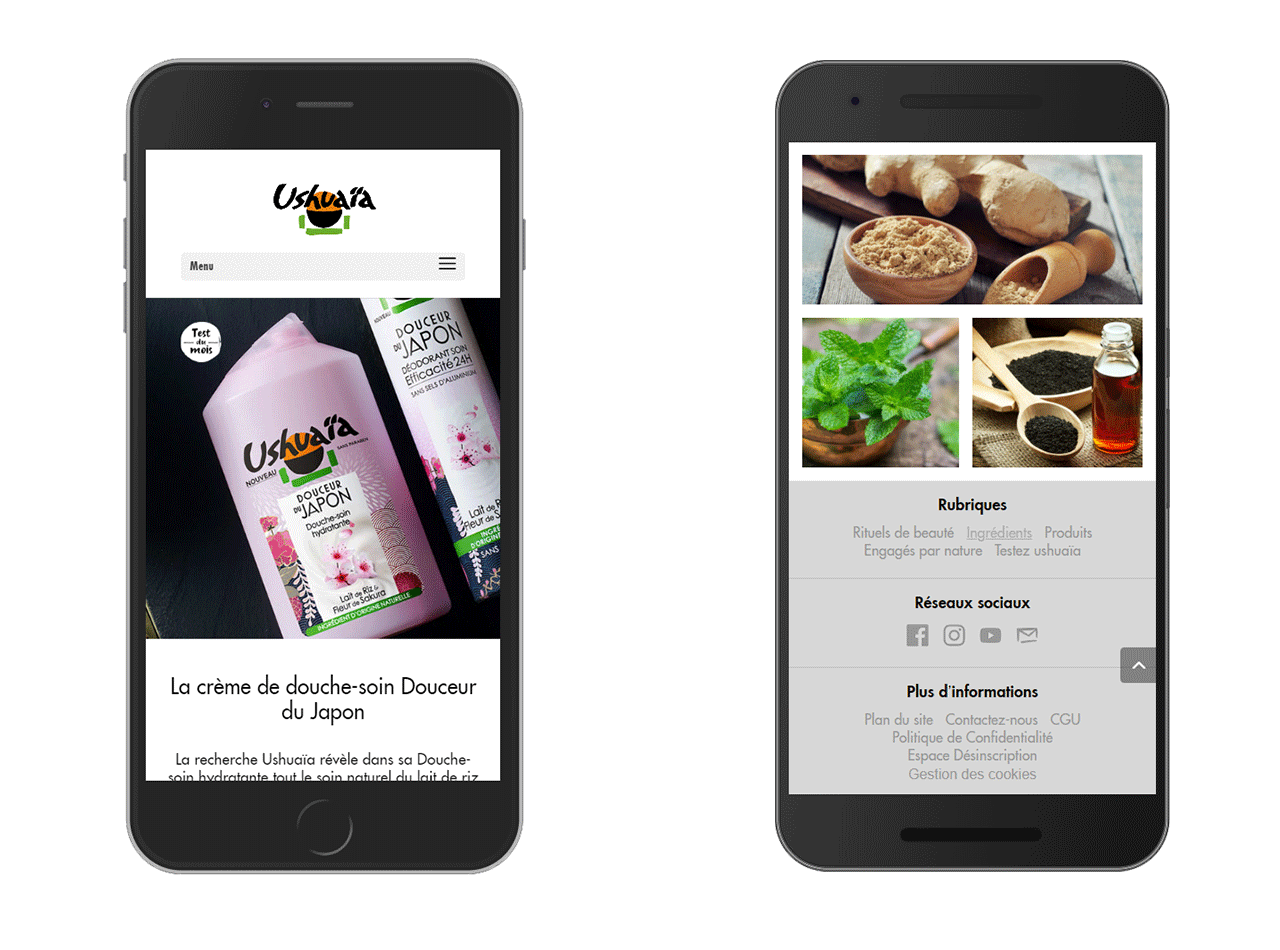 Ushuaïa
Menu
Test
du
mois
DOUCEUR
DU JAPON
DÉODORANT SOIN
Efficacité 24H
SANS SELS D'ALUMINIUM
Ushuaïa
SANS PARABEN
NOUVEAU
DOUCEUR
DU JAPON
Douche-soin
hydratante
Lait de Riz &
Fleur de Sakura
INGRÉDIENT D'ORIGINE NATURELLE
Lait de
Fleur de S
SANS
La crème de douche-soin Douceur
du Japon
La recherche Ushuaïa révèle dans sa Douche-
soin hydratante tout le soin naturel du lait de riz
Rubriques
Rituels de beauté Ingrédients Produits
Engagés par nature Testez ushuaïa
Réseaux sociaux
Plus d'informations
Plan du site Contactez-nous CGU
Politique de Confidentialité
Espace Désinscription
Gestion des cookies